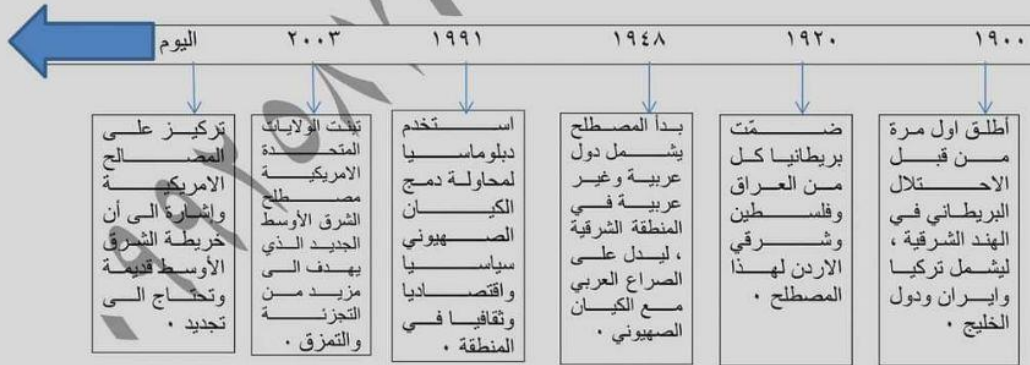 ١٩٠٠ ١٩٢٠ ١٩٤٨ ١٩٩١ ٢٠٠٣ اليوم
أطلق اول مرة
من قبل
الاحتلال
البريطاني في
الهند الشرقية ،
ليشمل تركيا
وايران ودول
الخليج .
ضمّت
بريطانيا كل
من العراق
وفلسطين
وشرقي
الاردن لهذا
المصطلح .
بدأ المصطلح
يشمل دول
عربية وغير
عربية في
المنطقة الشرقية
، ليدل على
الصراع العربي
مع الكيان
الصهيوني .
استخدم
دبلوماسيا
لمحاولة دمج
الكيان
الصهيوني
سياسيا
واقتصاديا
وثقافيا في
المنطقة .
تبنت الولايات
المتحدة
الامريكية
مصطلح
الشرق الأوسط
الجديد الذي
يهدف الى
مزيد من
التجزئة
والتمزق .
تركيز على
المصالح
الامريكية
واشارة الى أن
خريطة الشرق
الأوسط قديمة
وتحتاج الى
تجديد .